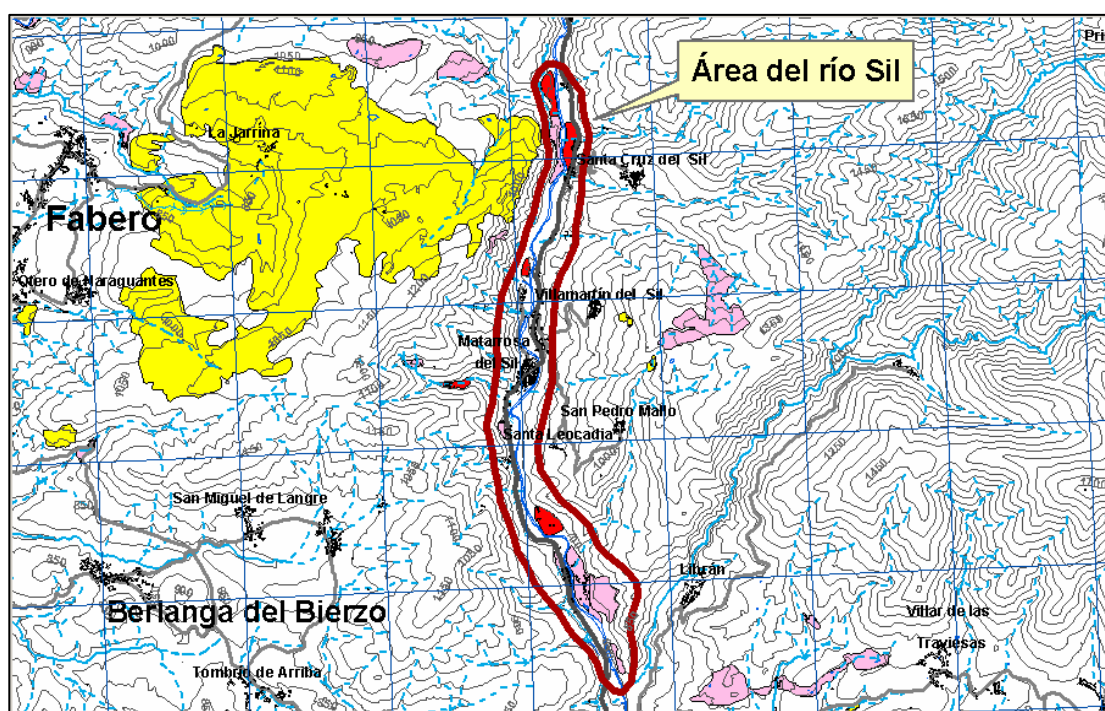 Pri
Área del río Sil
La Jarrina
Santa Cruz del Sil
Fabero
Otero de Naraguantes
Villamartín del Sil
Matarrosa
del Sil
San Pedro Mallo
Santa Leocadia
San Miguel de Langre
Librán
Berlanga del Bierzo
Villar de las
Traviesas
Tombrio de Arriba